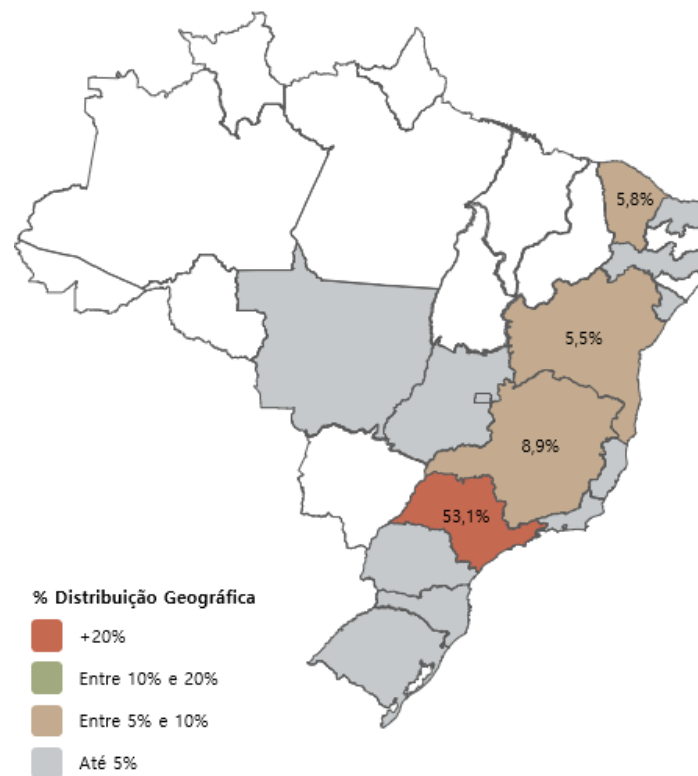 5,8%
5,5%
8,9%
53,1%
% Distribuição Geográfica
+20%
Entre 10% e 20%
Entre 5% e 10%
Até 5%